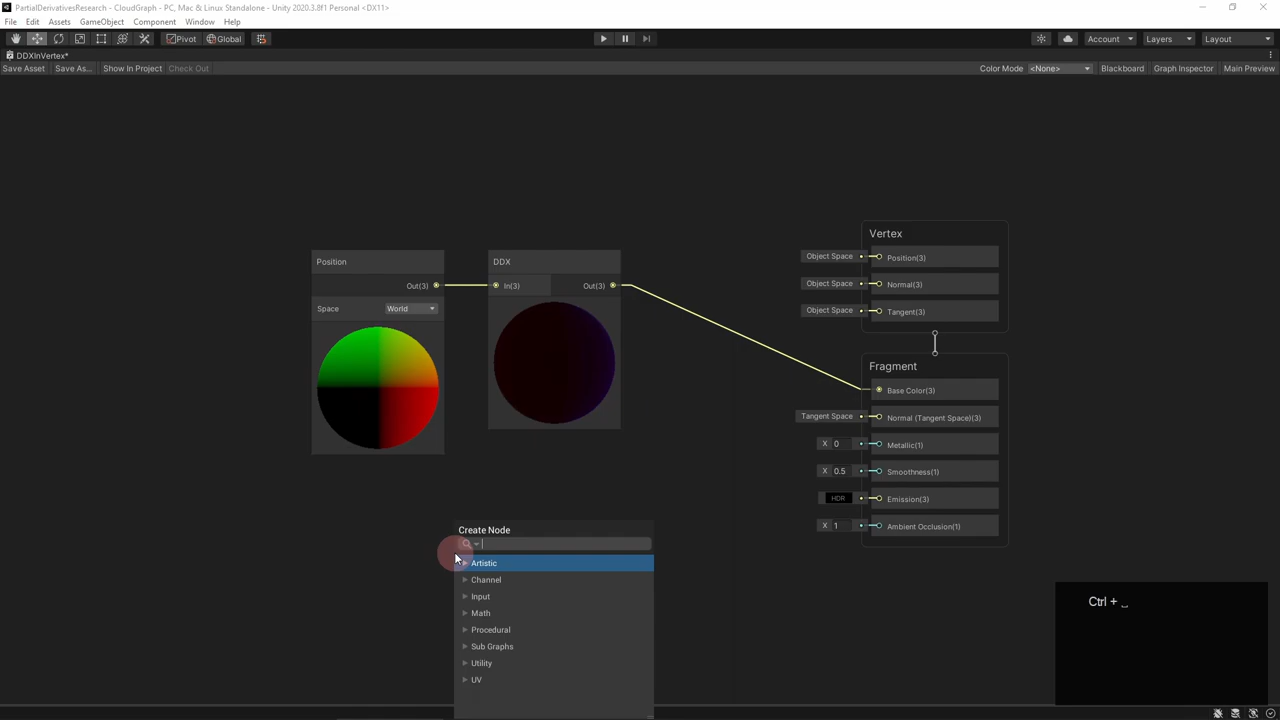 PartialDerivativesResearch - CloudGraph - PC, Mac & Linux Standalone - Unity 2020.3.8f1 Personal <DX11>
File Edit Assets GameObject Component Window Help
Pivot Global Account Layers Layout
DDXInVertex*
Save Asset Save As... Show In Project Check Out Color Mode <None> Blackboard Graph Inspector Main Preview
Position
Out(3)
Space World
DDX
In(3) Out(3)
Vertex
Object Space Position(3)
Object Space Normal(3)
Object Space Tangent(3)
Fragment
Base Color(3)
Tangent Space Normal (Tangent Space)(3)
X 0 Metallic(1)
X 0.5 Smoothness(1)
HDR Emission(3)
X 1 Ambient Occlusion(1)
Create Node
Artistic
Channel
Input
Math
Procedural
Sub Graphs
Utility
UV
Ctrl + ⎵